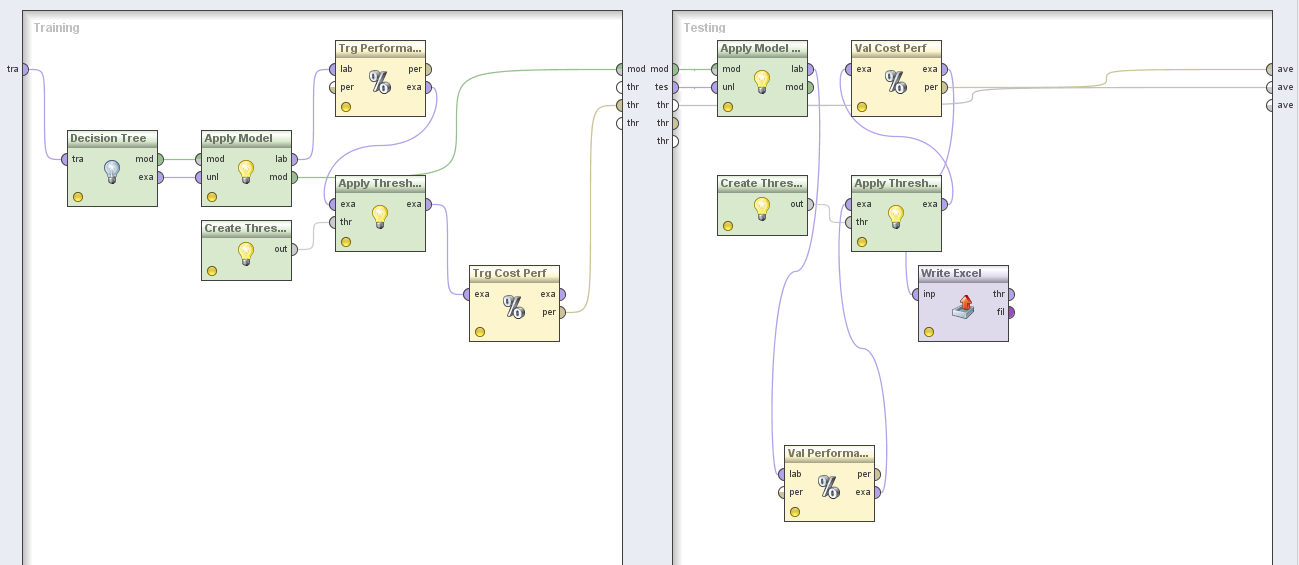 Training
tra
Decision Tree
tra
mod
exa
Apply Model
mod
lab
unl
mod
Create Thres...
out
Trg Performa...
lab
per
per
exa
Apply Thresh...
exa
exa
thr
Trg Cost Perf
exa
exa
per
mod
thr
thr
thr
Testing
mod
tes
thr
thr
thr
Apply Model ...
mod
lab
unl
mod
Val Cost Perf
exa
exa
per
Create Thres...
out
Apply Thresh...
exa
exa
thr
Write Excel
inp
thr
fil
Val Performa...
lab
per
per
exa
ave
ave
ave